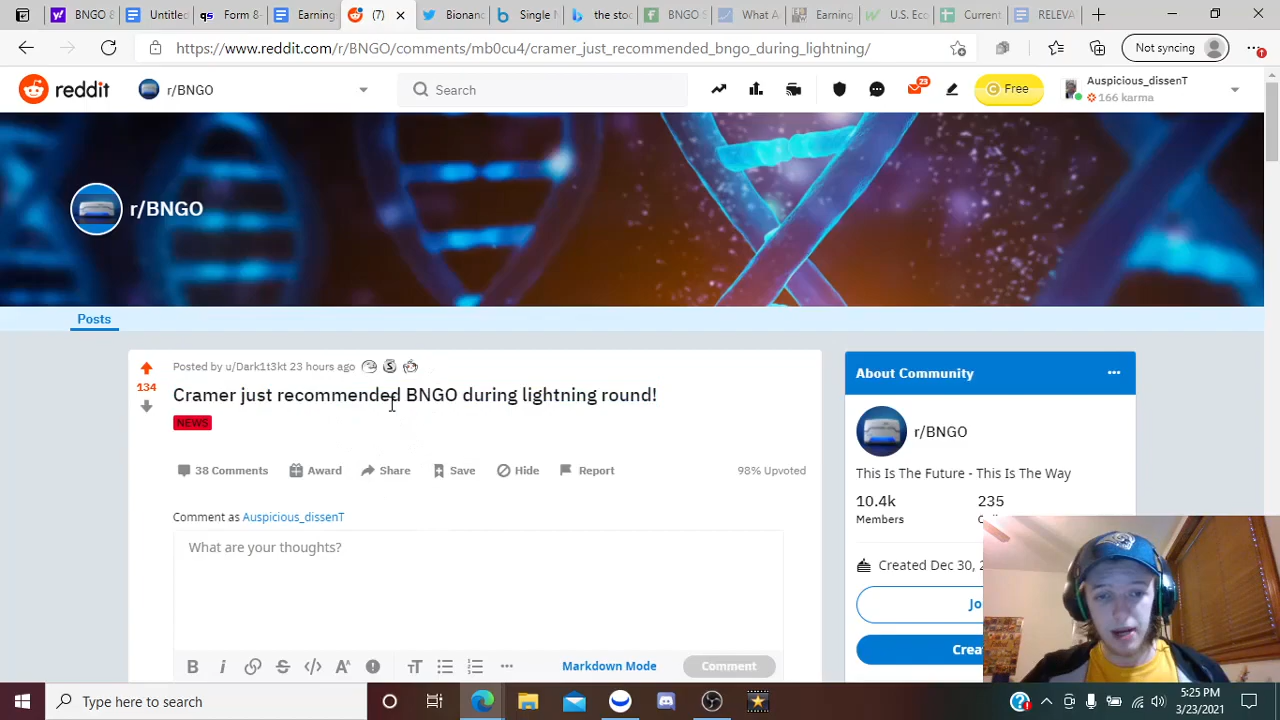 BNGO &
Untitled
Form 8-
Earning
(7)
Bionanc
Single M
the stoc
BNGO S
What A
Earning
U.S. Eco
Current
RELEVA
https://www.reddit.com/r/BNGO/comments/mb0cu4/cramer_just_recommended_bngo_during_lightning/
Not syncing
reddit
r/BNGO
Search
23
Free
Auspicious_dissenT
166 karma
r/BNGO
Posts
Posted by u/Dark1t3kt 23 hours ago
134
Cramer just recommended BNGO during lightning round!
NEWS
38 Comments
Award
Share
Save
Hide
Report
98% Upvoted
Comment as Auspicious_dissenT
What are your thoughts?
Markdown Mode
Comment
About Community
r/BNGO
This Is The Future - This Is The Way
10.4k
235
Members
Created Dec 30, 2
Jo
Crea
Type here to search
5:25 PM
3/23/2021